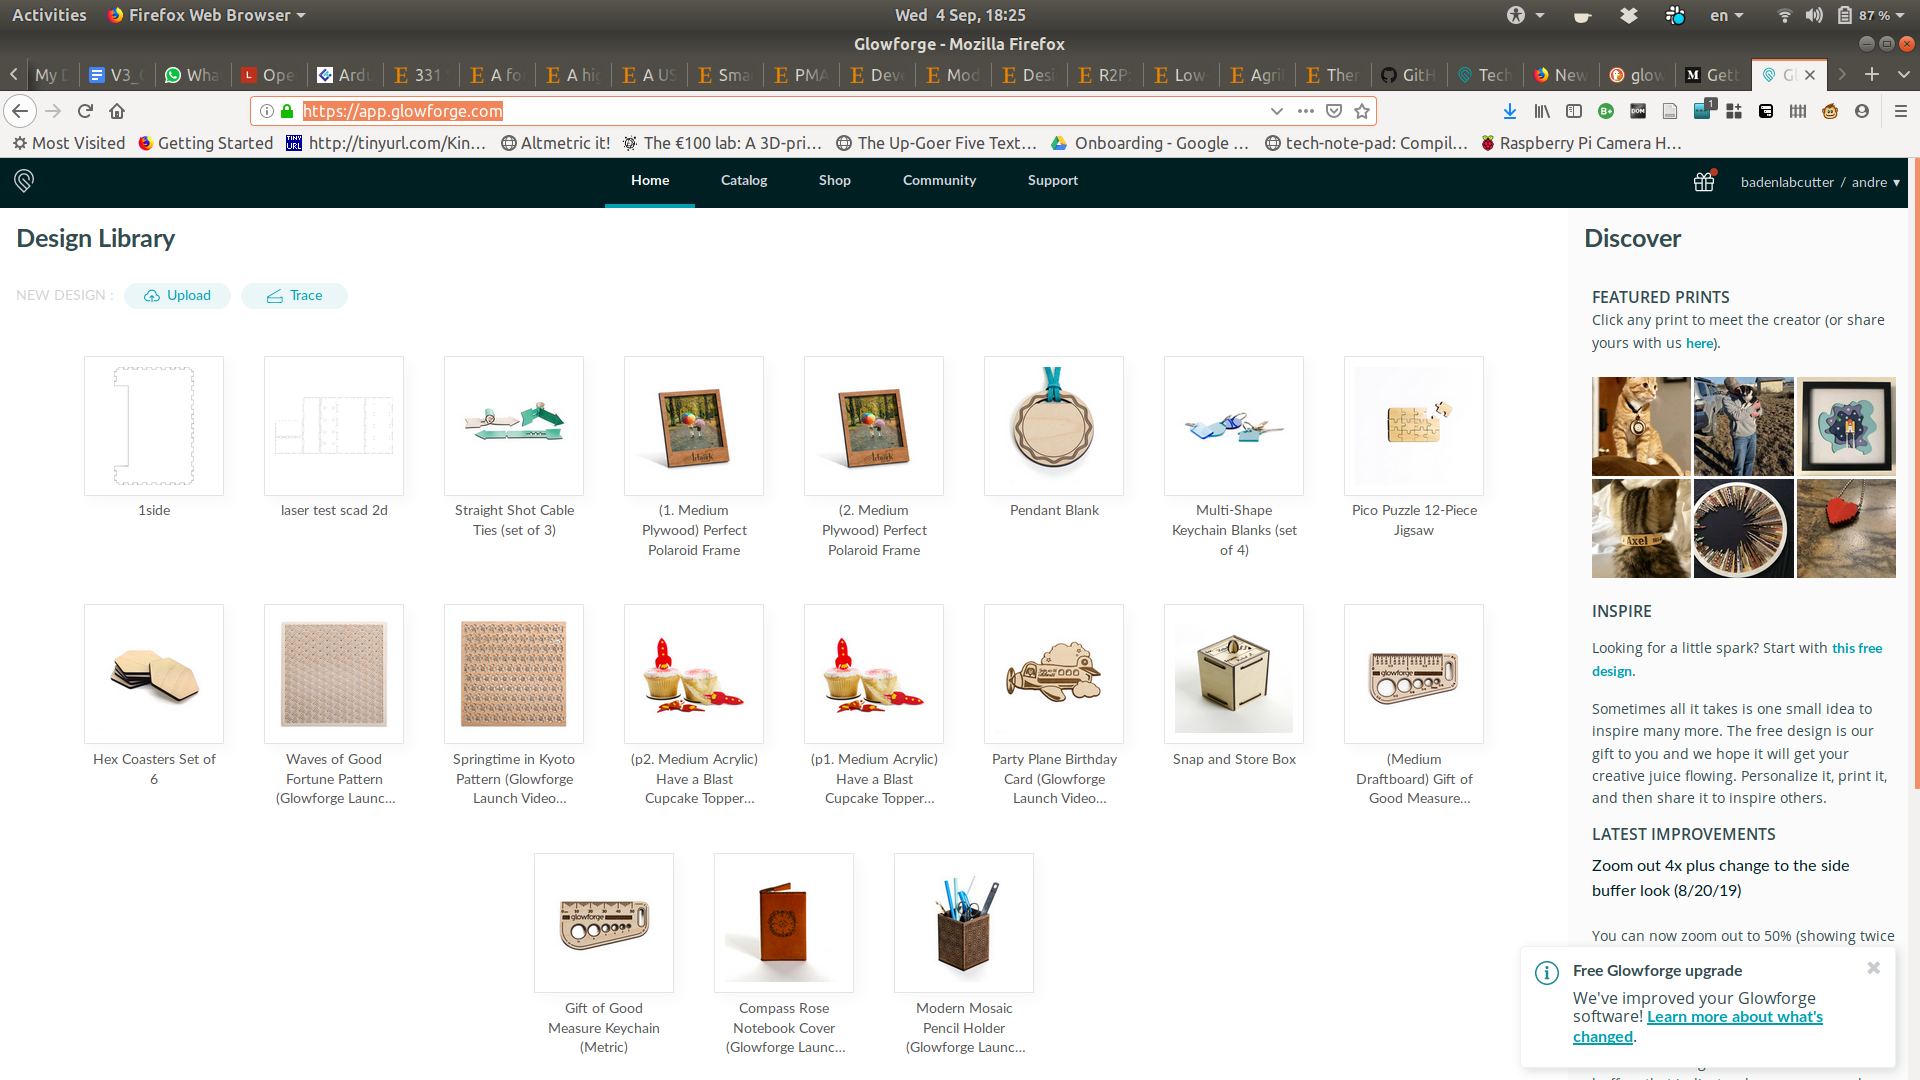 Activities
Firefox Web Browser
Wed 4 Sep, 18:25
en
87 %
Glowforge - Mozilla Firefox
My D
V3_
Wha
Ope
Ardu
331
A fo
A hig
A US
Sma
PMA
Deve
Mod
Desi
R2P
Low
Agri
Ther
GitH
Tech
New
glow
Gett
https://app.glowforge.com
1
Most Visited
Getting Started
http://tinyurl.com/Kin...
Altmetric it!
The €100 lab: A 3D-pri...
The Up-Goer Five Text...
Onboarding - Google ...
tech-note-pad: Compil...
Raspberry Pi Camera H...
Home
Catalog
Shop
Community
Support
badenlabcutter / andre
Design Library
NEW DESIGN :
Upload
Trace
1side
laser test scad 2d
Straight Shot Cable
Ties (set of 3)
(1. Medium
Plywood) Perfect
Polaroid Frame
(2. Medium
Plywood) Perfect
Polaroid Frame
Pendant Blank
Multi-Shape
Keychain Blanks (set
of 4)
Pico Puzzle 12-Piece
Jigsaw
Hex Coasters Set of
6
Waves of Good
Fortune Pattern
(Glowforge Launc...
Springtime in Kyoto
Pattern (Glowforge
Launch Video...
(p2. Medium Acrylic)
Have a Blast
Cupcake Topper...
(p1. Medium Acrylic)
Have a Blast
Cupcake Topper...
Party Plane Birthday
Card (Glowforge
Launch Video...
Snap and Store Box
glowforge
(Medium
Draftboard) Gift of
Good Measure...
glowforge
Gift of Good
Measure Keychain
(Metric)
Compass Rose
Notebook Cover
(Glowforge Launc...
Modern Mosaic
Pencil Holder
(Glowforge Launc...
Discover
FEATURED PRINTS
Click any print to meet the creator (or share
yours with us here).
Axel
INSPIRE
Looking for a little spark? Start with this free
design.
Sometimes all it takes is one small idea to
inspire many more. The free design is our
gift to you and we hope it will get your
creative juice flowing. Personalize it, print it,
and then share it to inspire others.
LATEST IMPROVEMENTS
Zoom out 4x plus change to the side
buffer look (8/20/19)
You can now zoom out to 50% (showing twice
Free Glowforge upgrade
We've improved your Glowforge
software! Learn more about what's
changed.